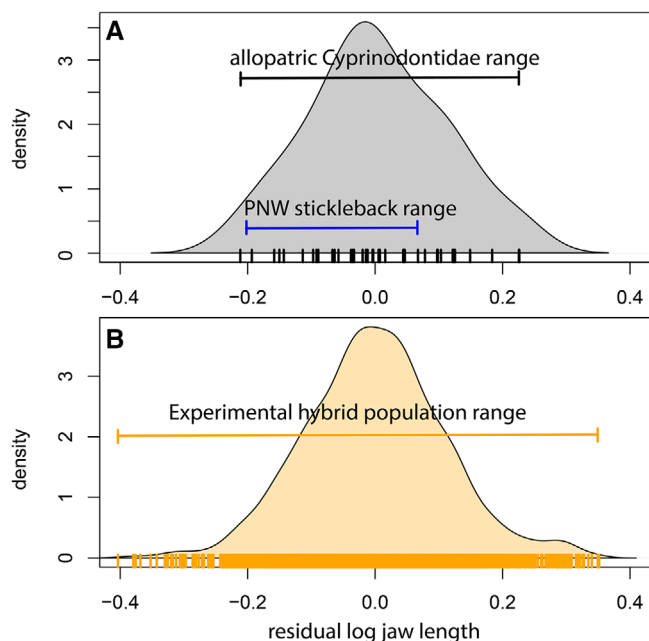 A
allopatric Cyprinodontidae range
PNW stickleback range
density
0
1
2
3
−0.4
−0.2
0.0
0.2
0.4
B
Experimental hybrid population range
density
0
1
2
3
−0.4
−0.2
0.0
0.2
0.4
residual log jaw length